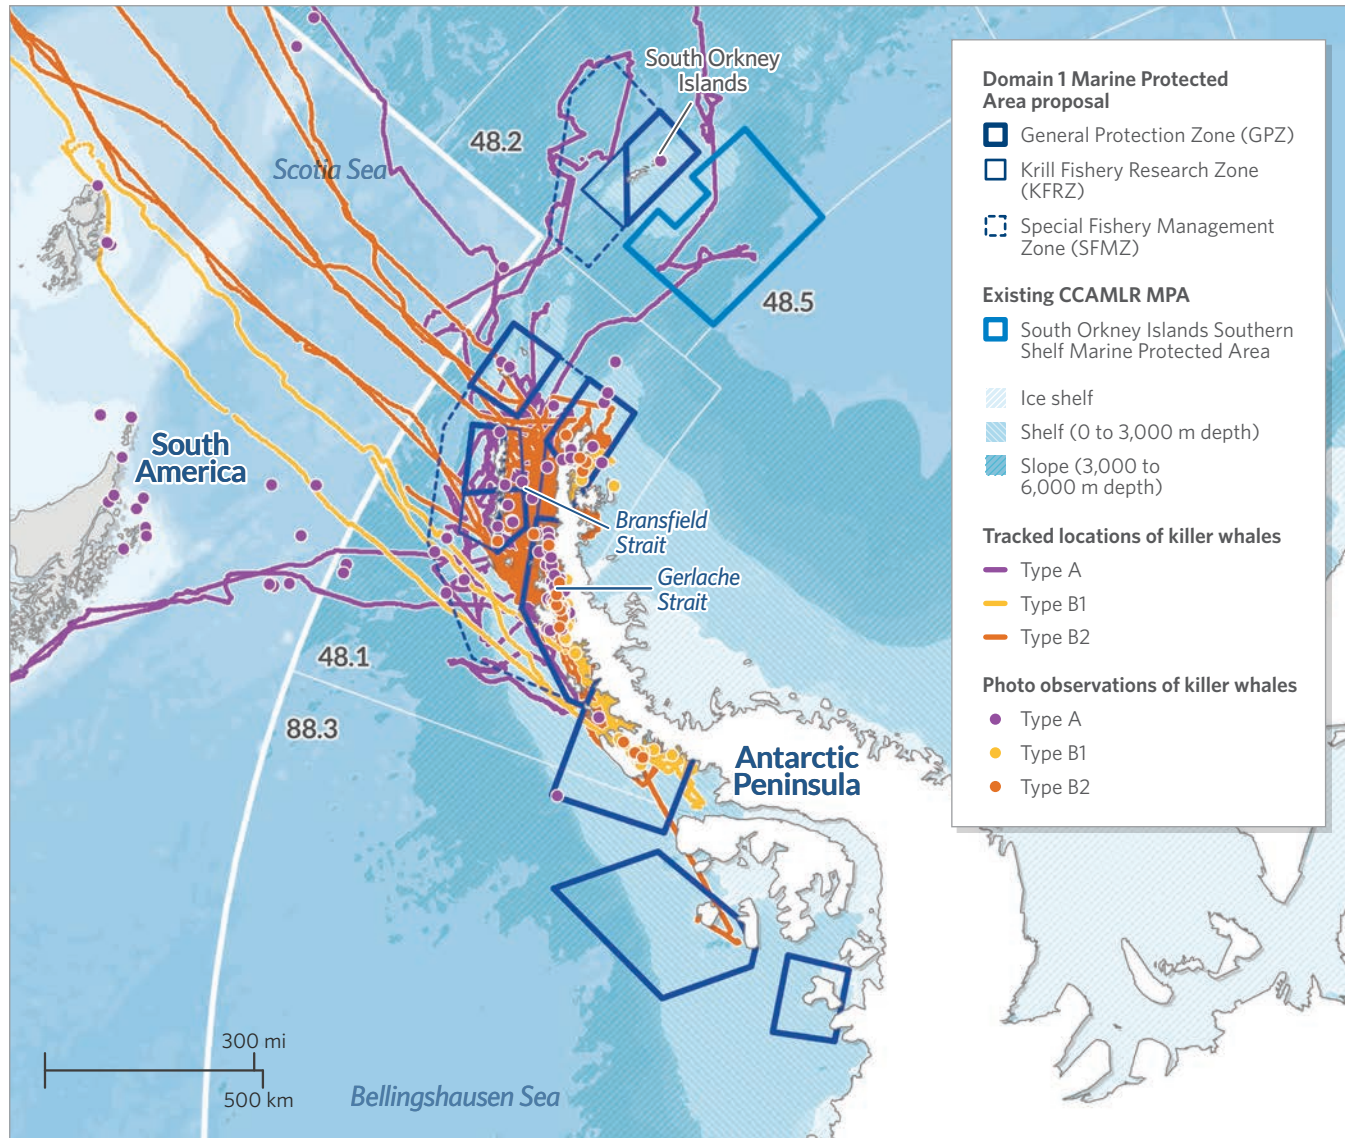 South Orkney
Islands
48.2
Scotia Sea
48.5
South
America
Bransfield
Strait
Gerlache
Strait
48.1
88.3
Antarctic
Peninsula
300 mi
500 km
Bellingshausen Sea
Domain 1 Marine Protected
Area proposal
General Protection Zone (GPZ)
Krill Fishery Research Zone
(KFRZ)
Special Fishery Management
Zone (SFMZ)
Existing CCAMLR MPA
South Orkney Islands Southern
Shelf Marine Protected Area
Ice shelf
Shelf (0 to 3,000 m depth)
Slope (3,000 to
6,000 m depth)
Tracked locations of killer whales
Type A
Type B1
Type B2
Photo observations of killer whales
Type A
Type B1
Type B2